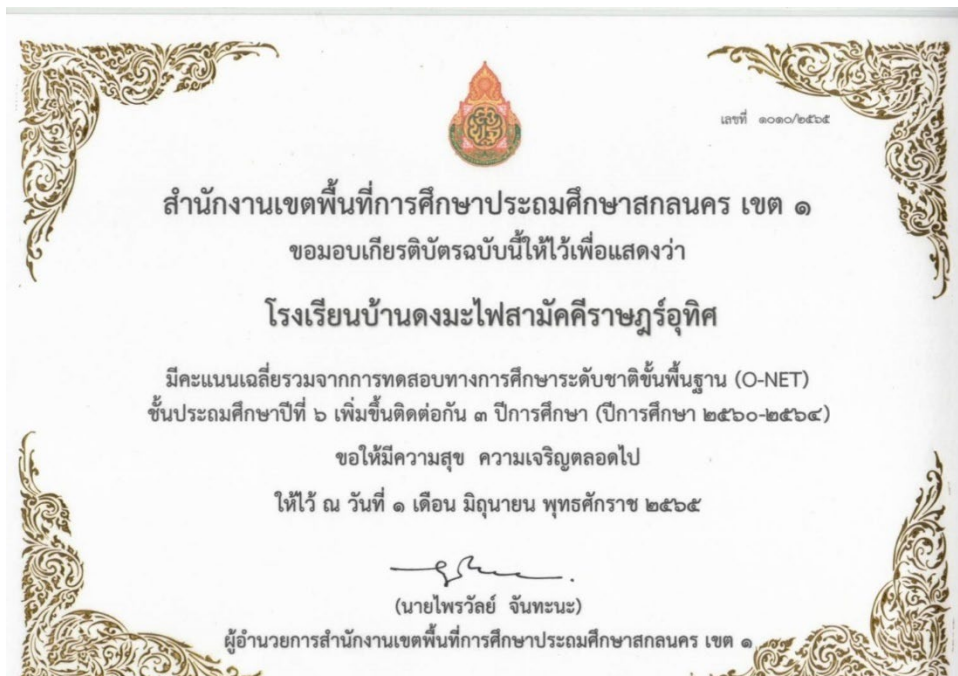 เลขที่ ๑๐๑๐/๒๕๖๕
สำนักงานเขตพื้นที่การศึกษาประถมศึกษาสกลนคร เขต ๑
ขอมอบเกียรติบัตรฉบับนี้ให้ไว้เพื่อแสดงว่า
โรงเรียนบ้านดงมะไฟสามัคคีราษฎร์อุทิศ
มีคะแนนเฉลี่ยรวมจากการทดสอบทางการศึกษาระดับชาติขั้นพื้นฐาน (O-NET)
ชั้นประถมศึกษาปีที่ ๖ เพิ่มขึ้นติดต่อกัน ๓ ปีการศึกษา (ปีการศึกษา ๒๕๖๐-๒๕๖๔)
ขอให้มีความสุข ความเจริญตลอดไป
ให้ไว้ ณ วันที่ ๑ เดือน มิถุนายน พุทธศักราช ๒๕๖๕
(นายไพรวัลย์ จันทะนะ)
ผู้อำนวยการสำนักงานเขตพื้นที่การศึกษาประถมศึกษาสกลนคร เขต ๑